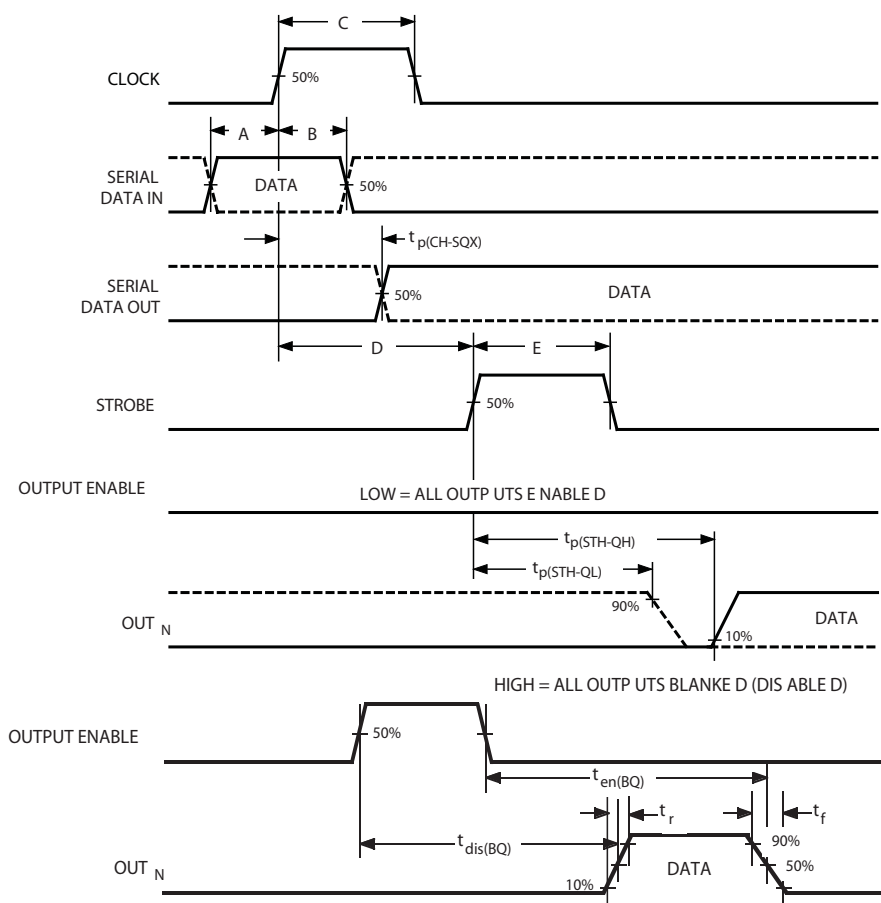 C
CLOCK
50%
A
B
SERIAL
DATA IN
DATA
50%
t p(CH-SQX)
SERIAL
DATA OUT
50%
DATA
D
E
STROBE
50%
OUTPUT ENABLE
LOW = ALL OUTP UTS E NABLE D
t p(STH-QH)
t p(STH-QL)
90%
DATA
OUT N
10%
HIGH = ALL OUTP UTS BLANKE D (DIS ABLE D)
OUTPUT ENABLE
50%
t en(BQ)
t r
t f
t dis(BQ)
90%
OUT N
DATA
50%
10%